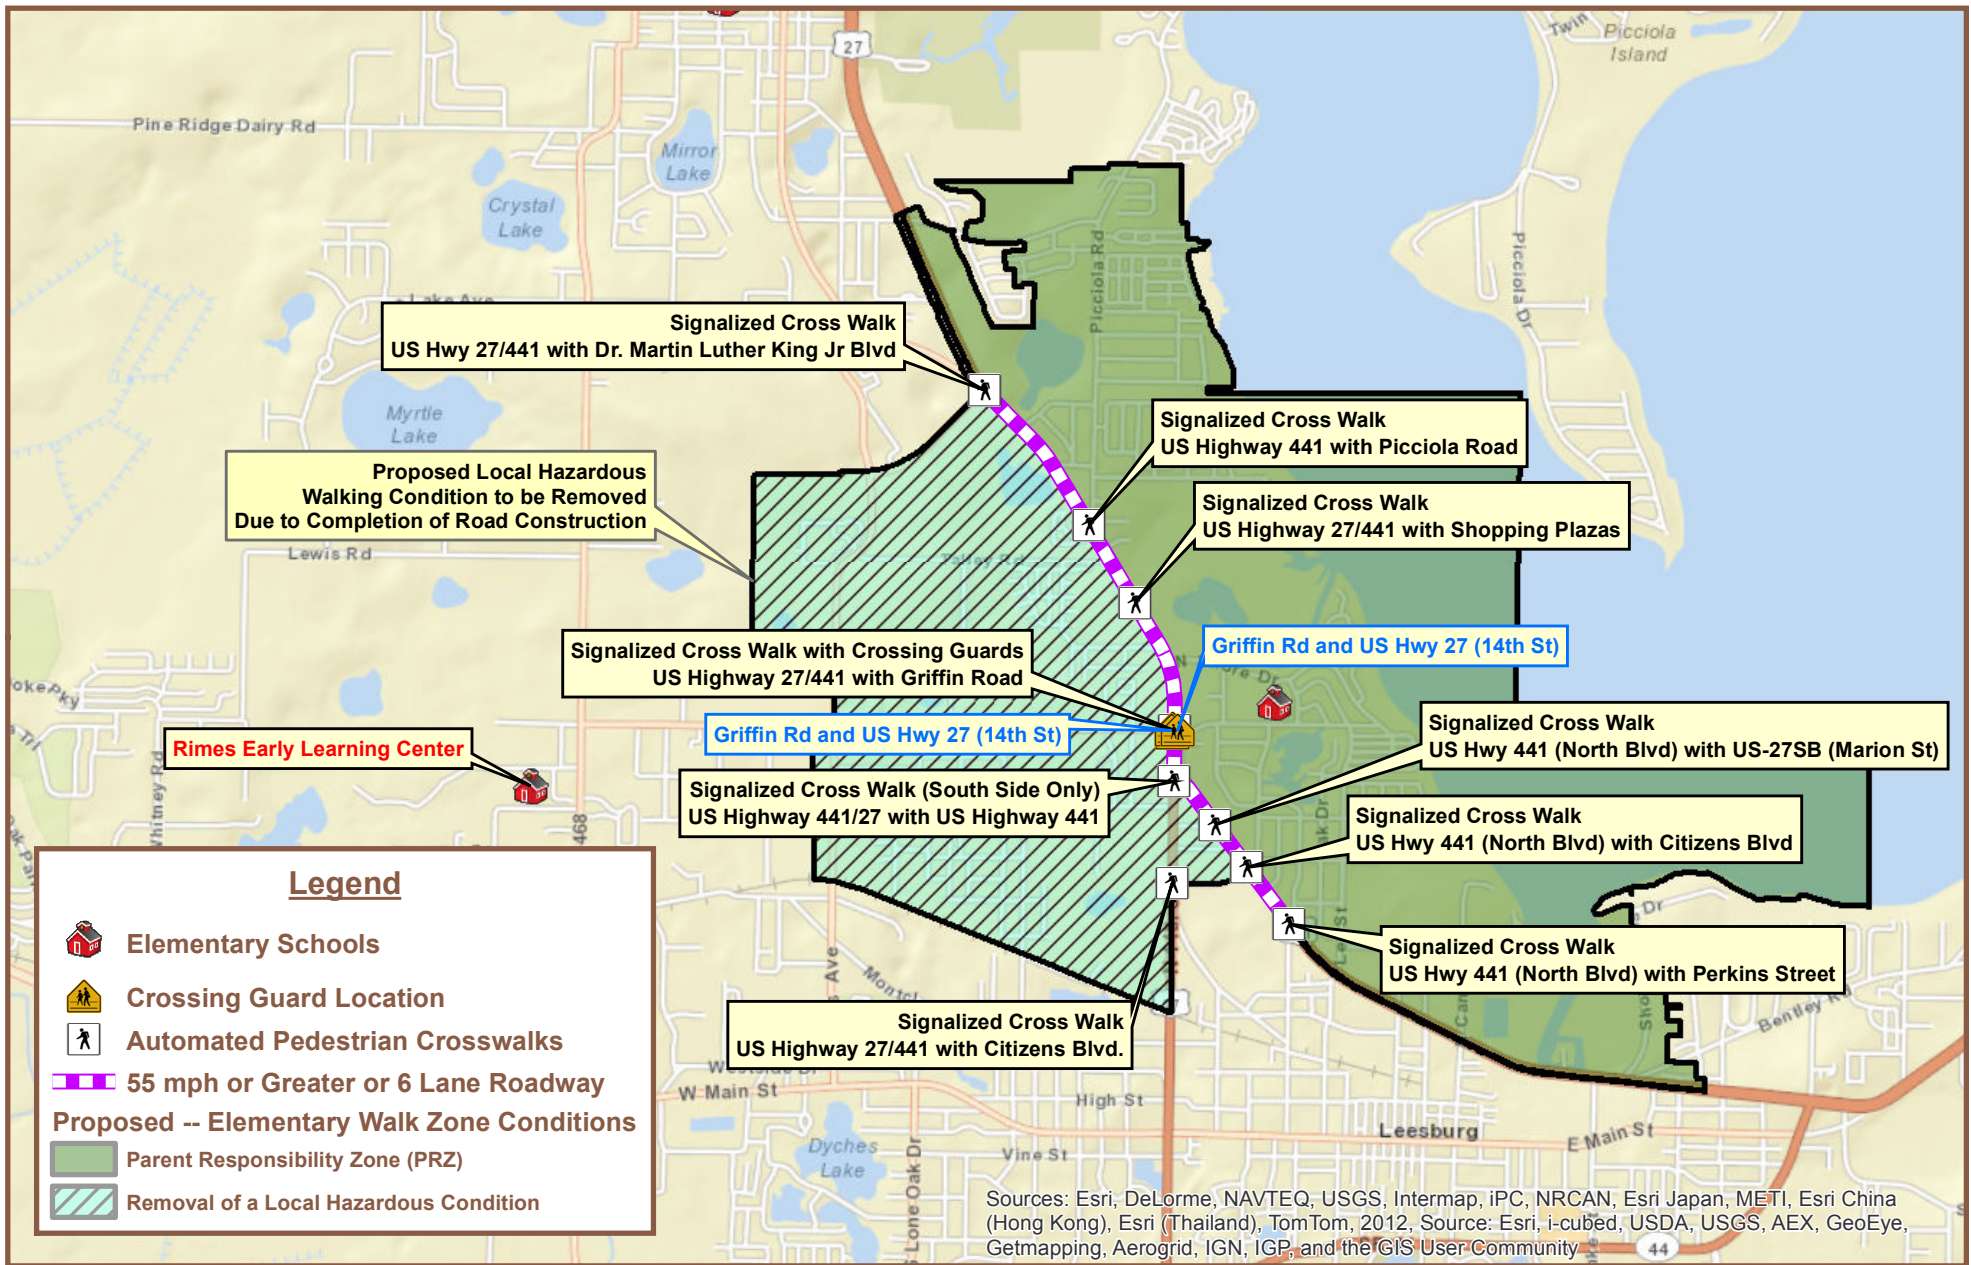 27
Twin
Picciola
Island
Pine Ridge Dairy Rd
Mirror
Lake
Crystal
Lake
Picciola Rd
Picciola Dr
Lake Ave
Signalized Cross Walk
US Hwy 27/441 with Dr. Martin Luther King Jr Blvd
Myrtle
Lake
Signalized Cross Walk
US Highway 441 with Picciola Road
Proposed Local Hazardous
Walking Condition to be Removed
Due to Completion of Road Construction
Signalized Cross Walk
US Highway 27/441 with Shopping Plazas
Lewis Rd
Talley Rd
Signalized Cross Walk with Crossing Guards
US Highway 27/441 with Griffin Road
Griffin Rd and US Hwy 27 (14th St)
N
Dr
Griffin Rd and US Hwy 27 (14th St)
Signalized Cross Walk
US Hwy 441 (North Blvd) with US-27SB (Marion St)
Rimes Early Learning Center
Whitney Rd
468
Signalized Cross Walk (South Side Only)
US Highway 441/27 with US Highway 441
Signalized Cross Walk
US Hwy 441 (North Blvd) with Citizens Blvd
Dr
Signalized Cross Walk
US Hwy 441 (North Blvd) with Perkins Street
Signalized Cross Walk
US Highway 27/441 with Citizens Blvd.
Ave
St
Dr
Bentley Rd
W Main St
High St
Leesburg
E Main St
Dyches
Lake
Vine St
S Lone Oak Dr
44
Legend
Elementary Schools
Crossing Guard Location
Automated Pedestrian Crosswalks
55 mph or Greater or 6 Lane Roadway
Proposed -- Elementary Walk Zone Conditions
Parent Responsibility Zone (PRZ)
Removal of a Local Hazardous Condition
Sources: Esri, DeLorme, NAVTEQ, USGS, Intermap, iPC, NRCAN, Esri Japan, METI, Esri China
(Hong Kong), Esri (Thailand), TomTom, 2012, Source: Esri, i-cubed, USDA, USGS, AEX, GeoEye,
Getmapping, Aerogrid, IGN, IGP, and the GIS User Community